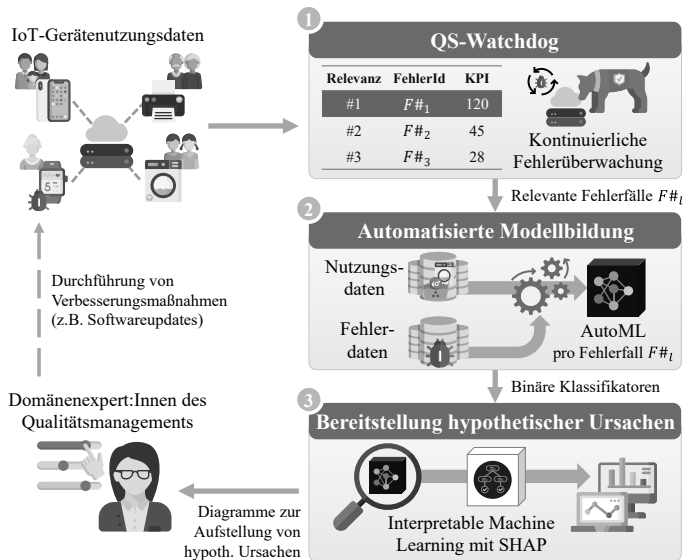 IoT-Gerätenutzungsdaten
5
1
QS-Watchdog
Relevanz FehlerId KPI
#1 F#₁ 120
#2 F#₂ 45
#3 F#₃ 28
Kontinuierliche
Fehlerüberwachung
Relevante Fehlerfälle F#ₗ
2
Automatisierte Modellbildung
Nutzungs-
daten
Fehler-
daten
AutoML
pro Fehlerfall F#ₗ
Binäre Klassifikatoren
3
Bereitstellung hypothetischer Ursachen
Interpretable Machine
Learning mit SHAP
Diagramme zur
Aufstellung von
hypoth. Ursachen
Domänenexpert:Innen des
Qualitätsmanagements
Durchführung von
Verbesserungsmaßnahmen
(z.B. Softwareupdates)